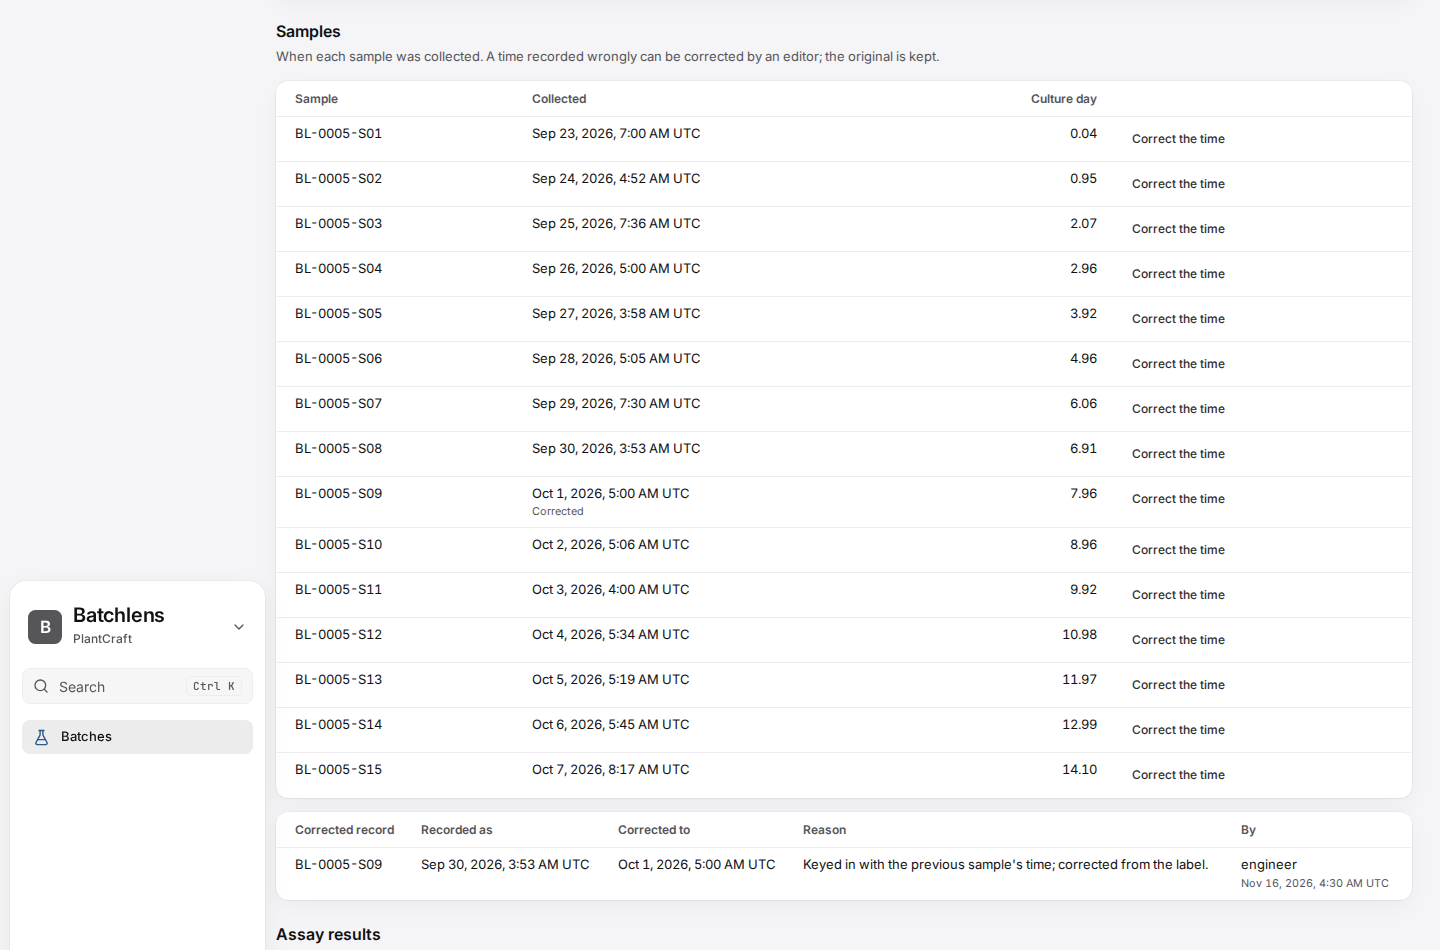 Samples
When each sample was collected. A time recorded wrongly can be corrected by an editor; the original is kept.
Sample Collected Culture day
BL-0005-S01 Sep 23, 2026, 7:00 AM UTC 0.04 Correct the time
BL-0005-S02 Sep 24, 2026, 4:52 AM UTC 0.95 Correct the time
BL-0005-S03 Sep 25, 2026, 7:36 AM UTC 2.07 Correct the time
BL-0005-S04 Sep 26, 2026, 5:00 AM UTC 2.96 Correct the time
BL-0005-S05 Sep 27, 2026, 3:58 AM UTC 3.92 Correct the time
BL-0005-S06 Sep 28, 2026, 5:05 AM UTC 4.96 Correct the time
BL-0005-S07 Sep 29, 2026, 7:30 AM UTC 6.06 Correct the time
BL-0005-S08 Sep 30, 2026, 3:53 AM UTC 6.91 Correct the time
BL-0005-S09 Oct 1, 2026, 5:00 AM UTC 7.96 Correct the time
Corrected
BL-0005-S10 Oct 2, 2026, 5:06 AM UTC 8.96 Correct the time
BL-0005-S11 Oct 3, 2026, 4:00 AM UTC 9.92 Correct the time
BL-0005-S12 Oct 4, 2026, 5:34 AM UTC 10.98 Correct the time
BL-0005-S13 Oct 5, 2026, 5:19 AM UTC 11.97 Correct the time
BL-0005-S14 Oct 6, 2026, 5:45 AM UTC 12.99 Correct the time
BL-0005-S15 Oct 7, 2026, 8:17 AM UTC 14.10 Correct the time
Corrected record Recorded as Corrected to Reason By
BL-0005-S09 Sep 30, 2026, 3:53 AM UTC Oct 1, 2026, 5:00 AM UTC Keyed in with the previous sample's time; corrected from the label. engineer
Nov 16, 2026, 4:30 AM UTC
Assay results
B
Batchlens
PlantCraft
Search Ctrl K
Batches